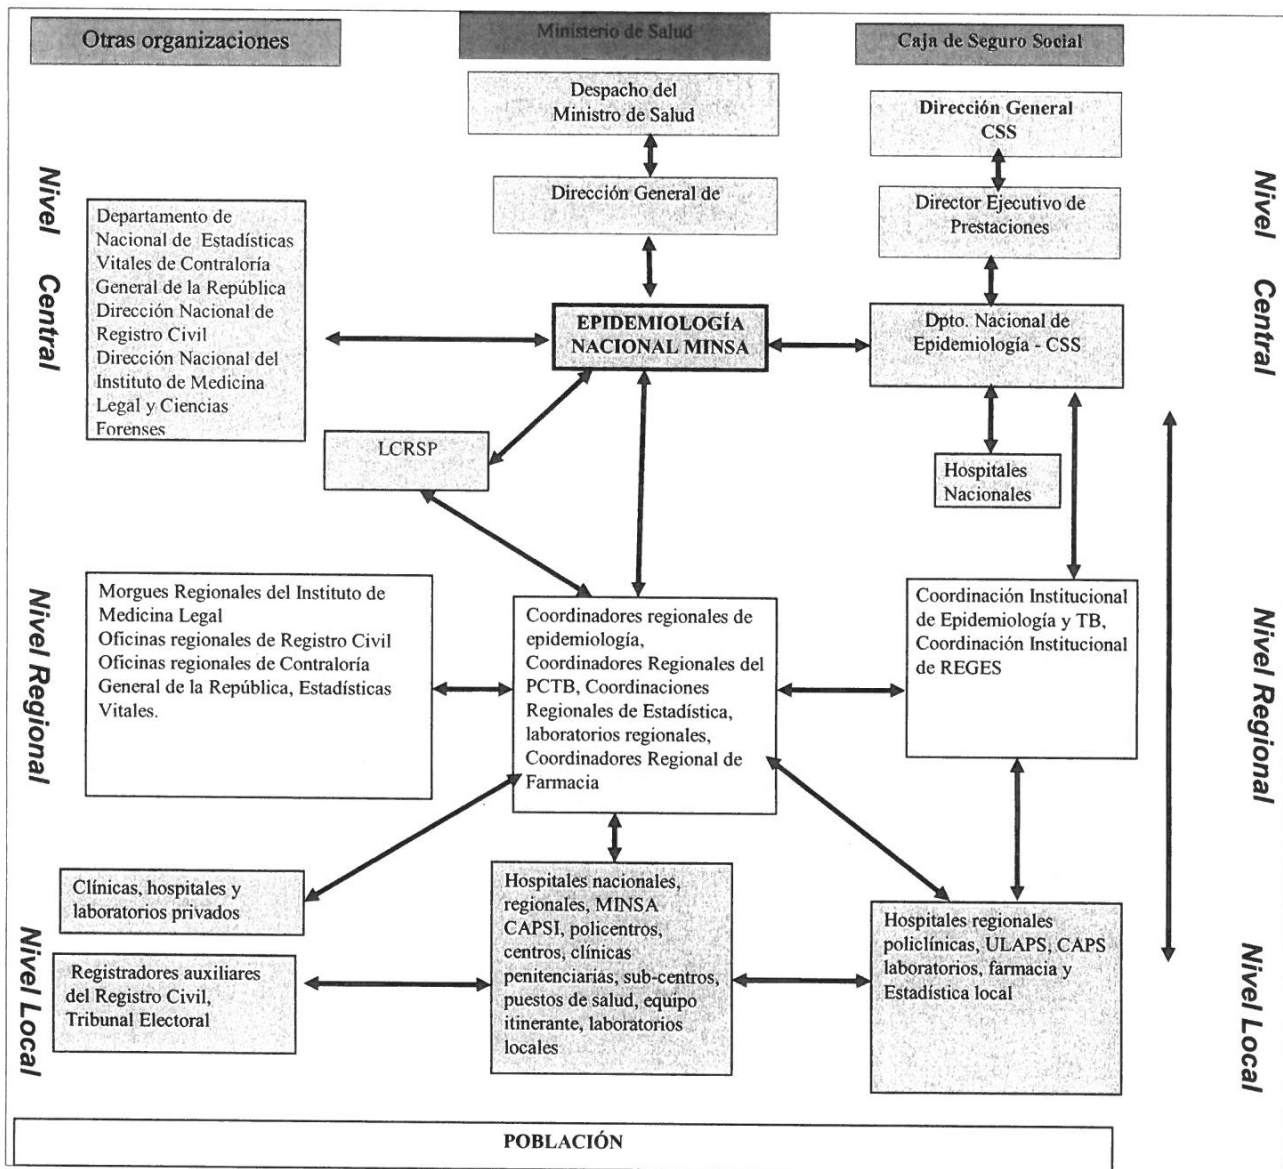 Otras organizaciones
Ministerio de Salud
Caja de Seguro Social
Despacho del
Ministro de Salud
Dirección General
CSS
Dirección General de
Director Ejecutivo de
Prestaciones
Nivel Central
Departamento de
Nacional de Estadísticas
Vitales de Contraloría
General de la República
Dirección Nacional de
Registro Civil
Dirección Nacional del
Instituto de Medicina
Legal y Ciencias
Forenses
EPIDEMIOLOGÍA
NACIONAL MINSA
Dpto. Nacional de
Epidemiología - CSS
Nivel Central
LCRSP
Hospitales
Nacionales
Nivel Regional
Morgues Regionales del Instituto de
Medicina Legal
Oficinas regionales de Registro Civil
Oficinas regionales de Contraloría
General de la República, Estadísticas
Vitales.
Coordinadores regionales de
epidemiología,
Coordinadores Regionales del
PCTB, Coordinaciones
Regionales de Estadística,
laboratorios regionales,
Coordinadores Regional de
Farmacia
Coordinación Institucional
de Epidemiología y TB,
Coordinación Institucional
de REGES
Nivel Regional
Clínicas, hospitales y
laboratorios privados
Nivel Local
Registradores auxiliares
del Registro Civil,
Tribunal Electoral
Hospitales nacionales,
regionales, MINSA
CAPSI, policentros,
centros, clínicas
penitenciarías, sub-centros,
puestos de salud, equipo
itinerante, laboratorios
locales
Hospitales regionales
policlínicas, ULAPS, CAPS
laboratorios, farmacia y
Estadística local
Nivel Local
POBLACIÓN